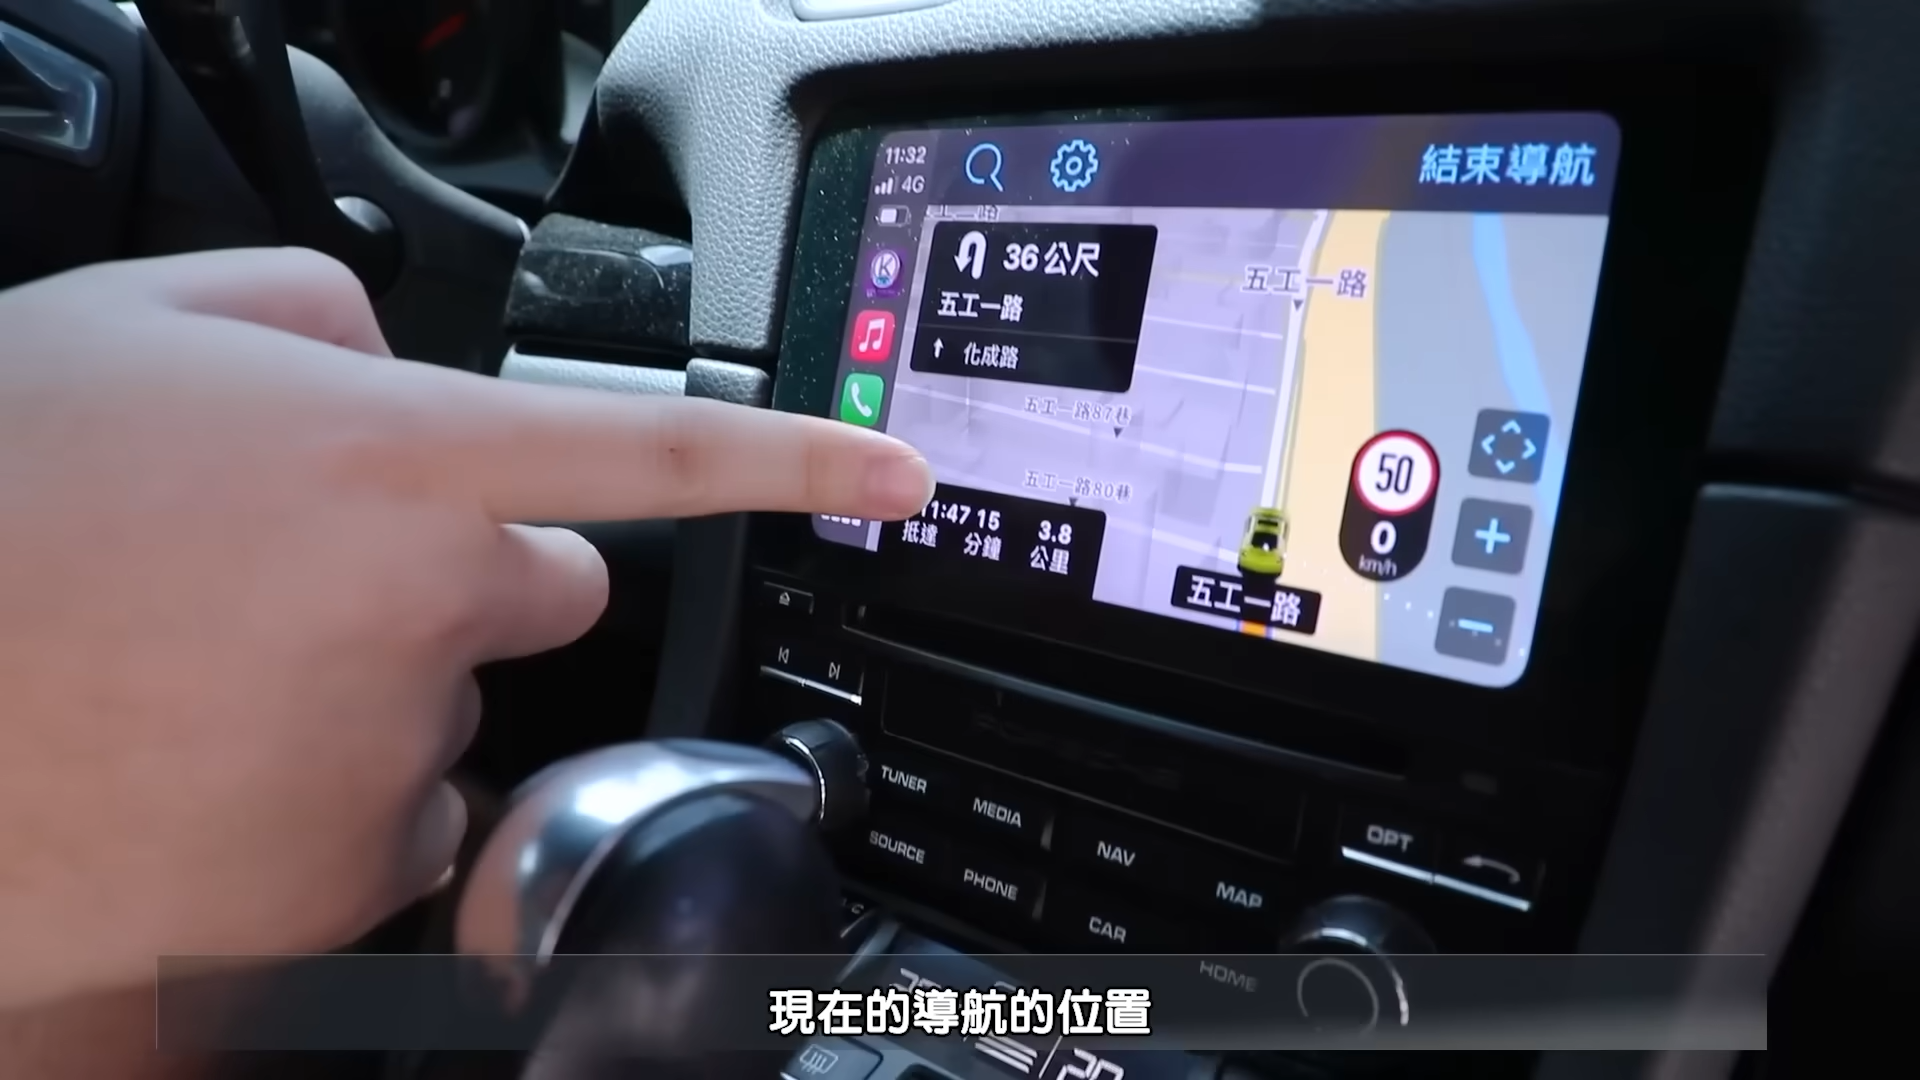 11:32
4G
結束導航
36公尺
五工一路
化成路
五工一路
五工一路87巷
五工一路80巷
11:47 15 3.8
抵達 分鐘 公里
50
0
km/h
五工一路
TUNER
MEDIA
NAV
MAP
OPT
SOURCE
PHONE
CAR
HOME
現在的導航的位置